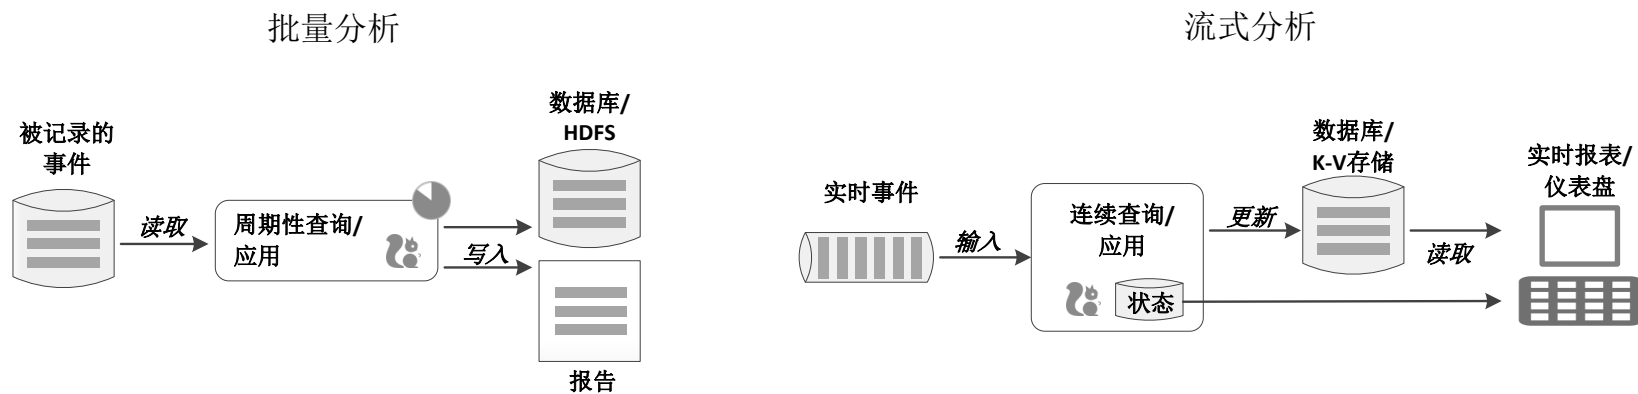 批量分析
被记录的
事件
读取
周期性查询/
应用
写入
数据库/
HDFS
报告
流式分析
实时事件
输入
连续查询/
应用
状态
更新
数据库/
K-V存储
读取
实时报表/
仪表盘